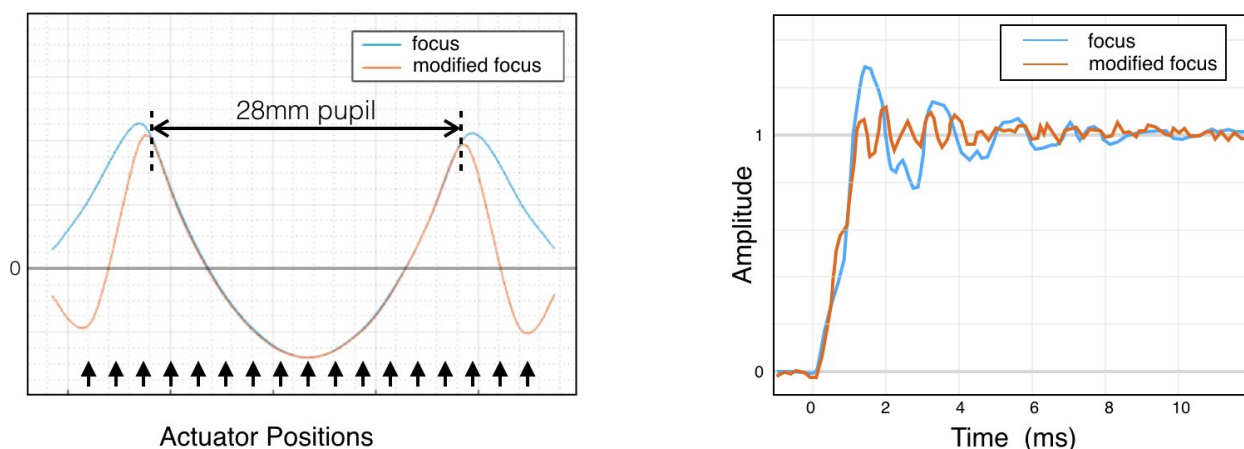 focus
modified focus
28mm pupil
0
Actuator Positions
focus
modified focus
1
Amplitude
0
0 2 4 6 8 10
Time (ms)